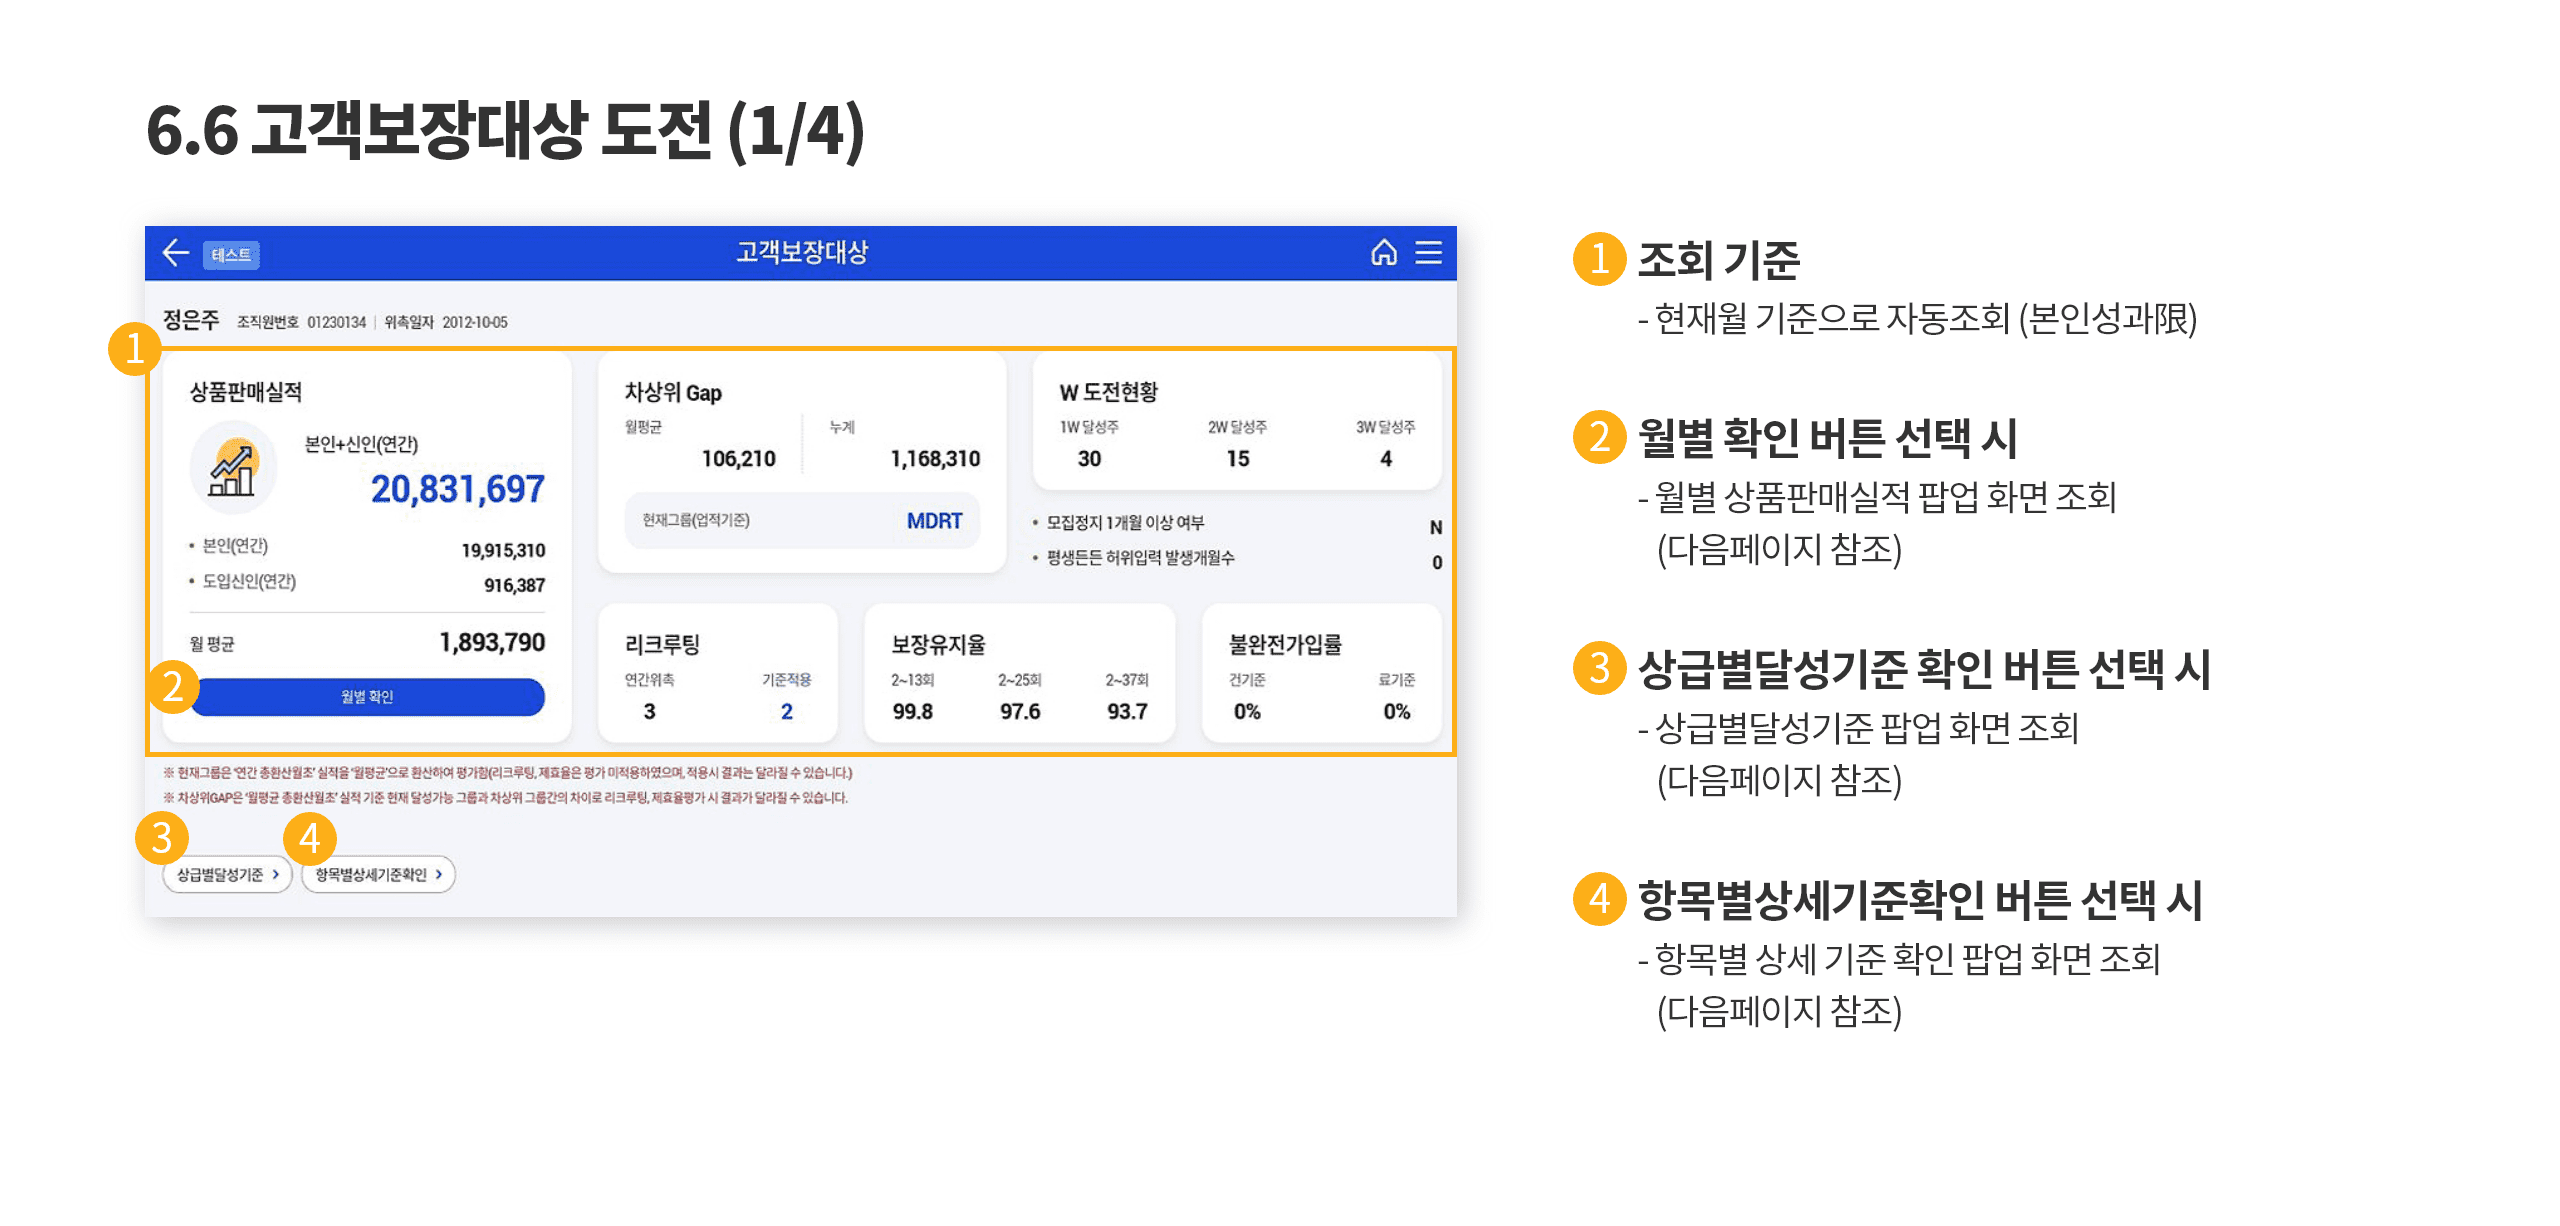 6.6 고객보장대상 도전 (1/4)
테스트
고객보장대상
정은주 조직원번호 01230134 | 위촉일자 2012-10-05
1
상품판매실적
본인+신인(연간)
20,831,697
• 본인(연간) 19,915,310
• 도입신인(연간) 916,387
월 평균 1,893,790
2
월별 확인
차상위 Gap
월평균 누계
106,210 1,168,310
현재그룹(업적기준) MDRT
W 도전현황
1W 달성주 2W 달성주 3W 달성주
30 15 4
• 모집정지 1개월 이상 여부 N
• 평생든든 허위입력 발생개월수 0
리크루팅
연간위촉 기준적용
3 2
보장유지율
2~13회 2~25회 2~37회
99.8 97.6 93.7
불완전가입률
건기준 료기준
0% 0%
※ 현재그룹은 '연간 총환산월초' 실적을 '월평균'으로 환산하여 평가함(리크루팅, 제효율은 평가 미적용하였으며, 적용시 결과는 달라질 수 있습니다.)
※ 차상위GAP은 '월평균 총환산월초' 실적 기준 현재 달성가능 그룹과 차상위 그룹간의 차이로 리크루팅, 제효율평가 시 결과가 달라질 수 있습니다.
3 4
상급별달성기준 > 항목별상세기준확인 >
1 조회 기준
- 현재월 기준으로 자동조회 (본인성과限)
2 월별 확인 버튼 선택 시
- 월별 상품판매실적 팝업 화면 조회
(다음페이지 참조)
3 상급별달성기준 확인 버튼 선택 시
- 상급별달성기준 팝업 화면 조회
(다음페이지 참조)
4 항목별상세기준확인 버튼 선택 시
- 항목별 상세 기준 확인 팝업 화면 조회
(다음페이지 참조)